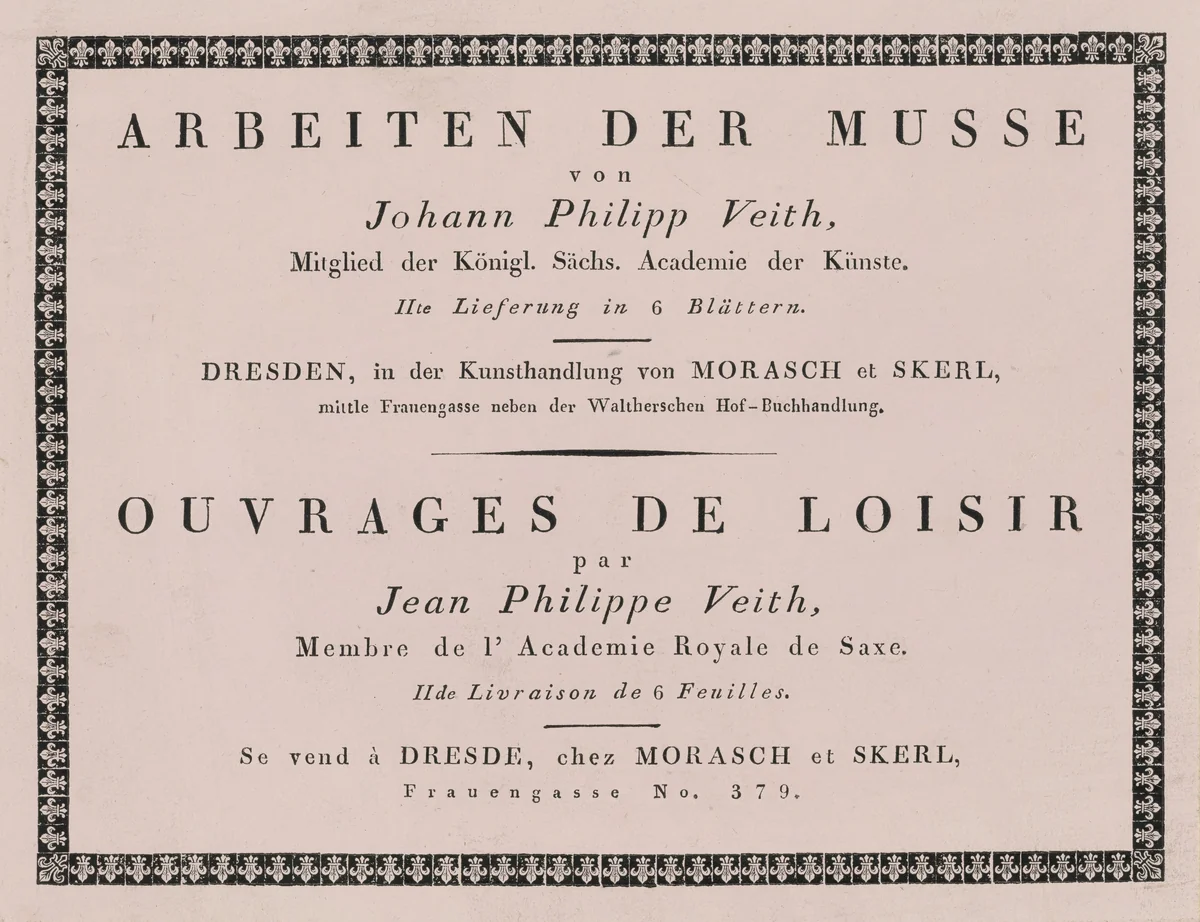 ARBEITEN DER MUSSE
von
Johann Philipp Veith,
Mitglied der Königl. Sächs. Academie der Künste.
IIte Lieferung in 6 Blättern.
DRESDEN, in der Kunsthandlung von MORASCH et SKERL,
mittle Frauengasse neben der Waltherschen Hof-Buchhandlung.
OUVRAGES DE LOISIR
par
Jean Philippe Veith,
Membre de l' Academie Royale de Saxe.
IIde Livraison de 6 Feuilles.
Se vend à DRESDE, chez MORASCH et SKERL,
Frauengasse No. 379.